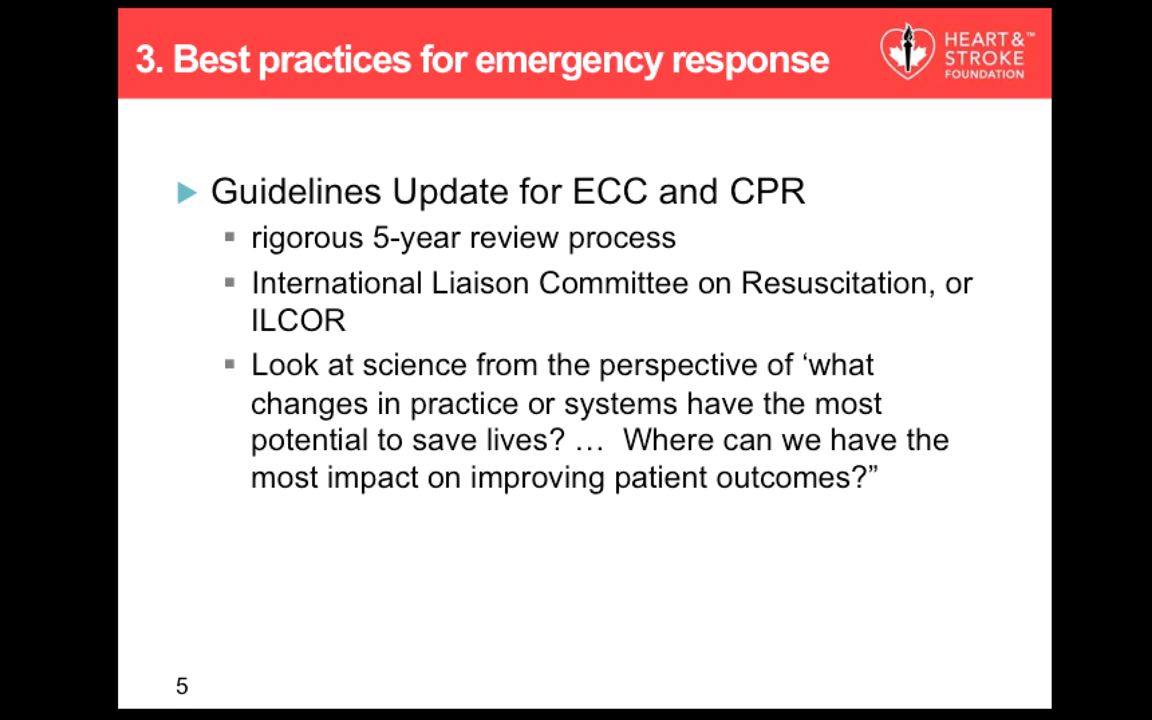 3. Best practices for emergency response
HEART &™
STROKE
FOUNDATION
Guidelines Update for ECC and CPR
rigorous 5-year review process
International Liaison Committee on Resuscitation, or
ILCOR
Look at science from the perspective of ‘what
changes in practice or systems have the most
potential to save lives? … Where can we have the
most impact on improving patient outcomes?”
5